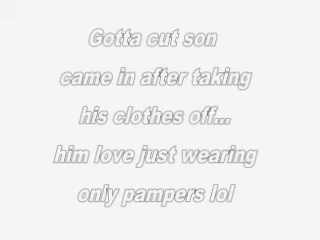 Gotta cut son
came in after taking
his clothes off...
him love just wearing
only pampers lol